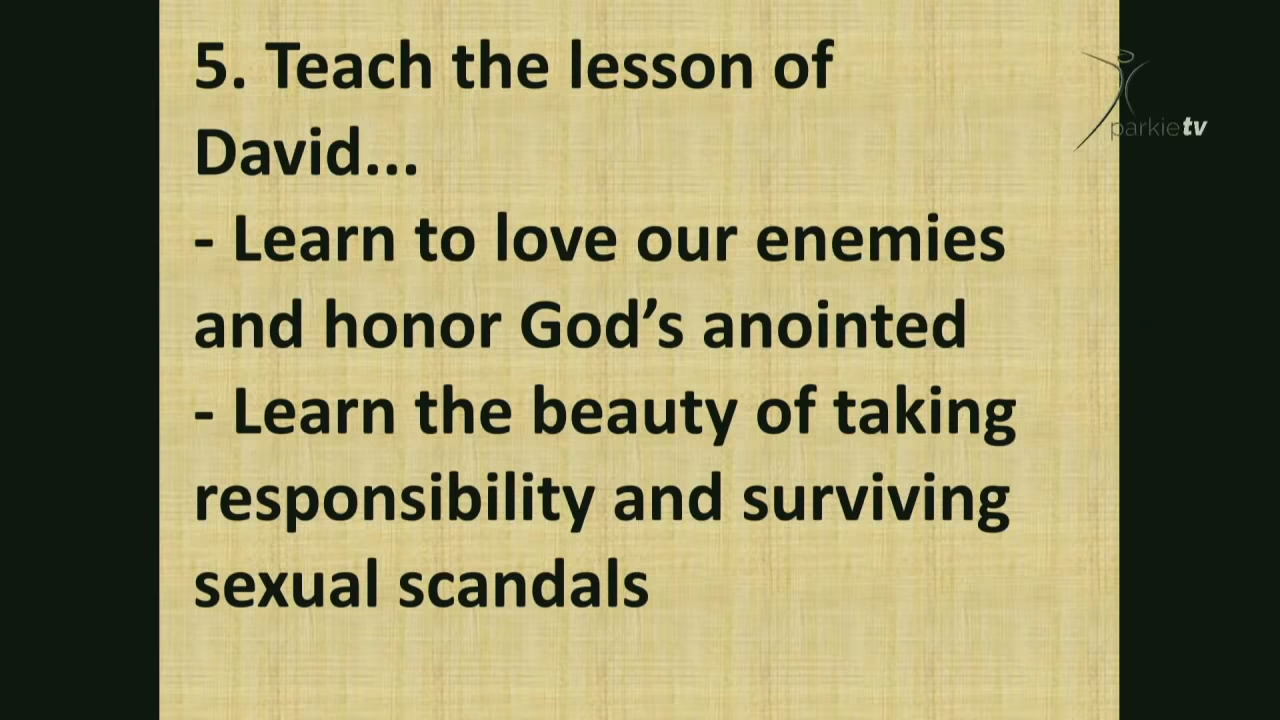 5. Teach the lesson of
David...
- Learn to love our enemies
and honor God’s anointed
- Learn the beauty of taking
responsibility and surviving
sexual scandals
parkietv